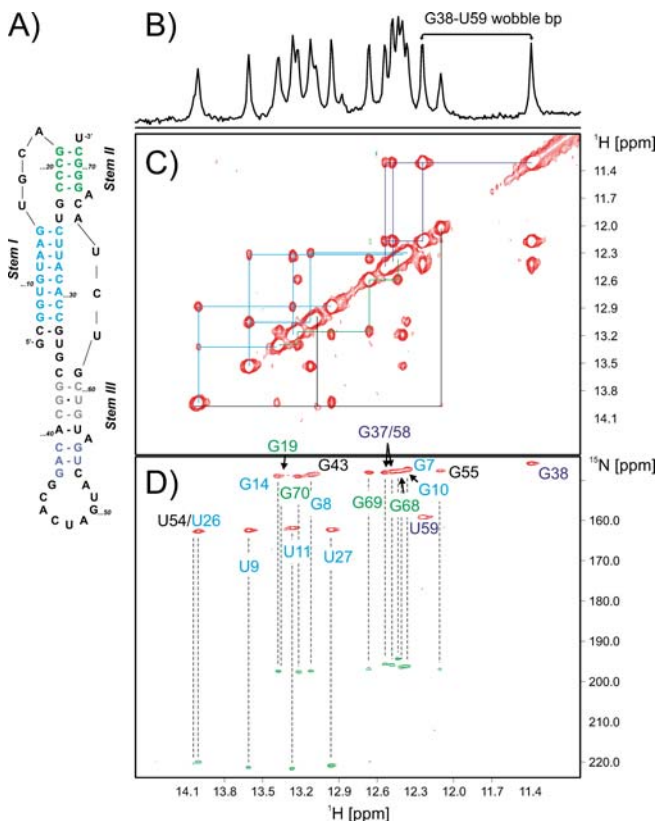 A)
B)
G38-U59 wobble bp
C)
¹H [ppm]
11.4
11.7
12.0
12.3
12.6
12.9
13.2
13.5
13.8
14.1
-3'
...70
Stem II
Stem I
...10
...30
5'-
...60
Stem III
...40
...50
D)
¹⁵N [ppm]
G19
G37/58
G14
G43
G7
G55
G38
G70
G8
G69
G68
G10
U59
U54/U26
U9
U11
U27
160.0
170.0
180.0
190.0
200.0
210.0
220.0
14.1 13.8 13.5 13.2 12.9 12.6 12.3 12.0 11.7 11.4
¹H [ppm]